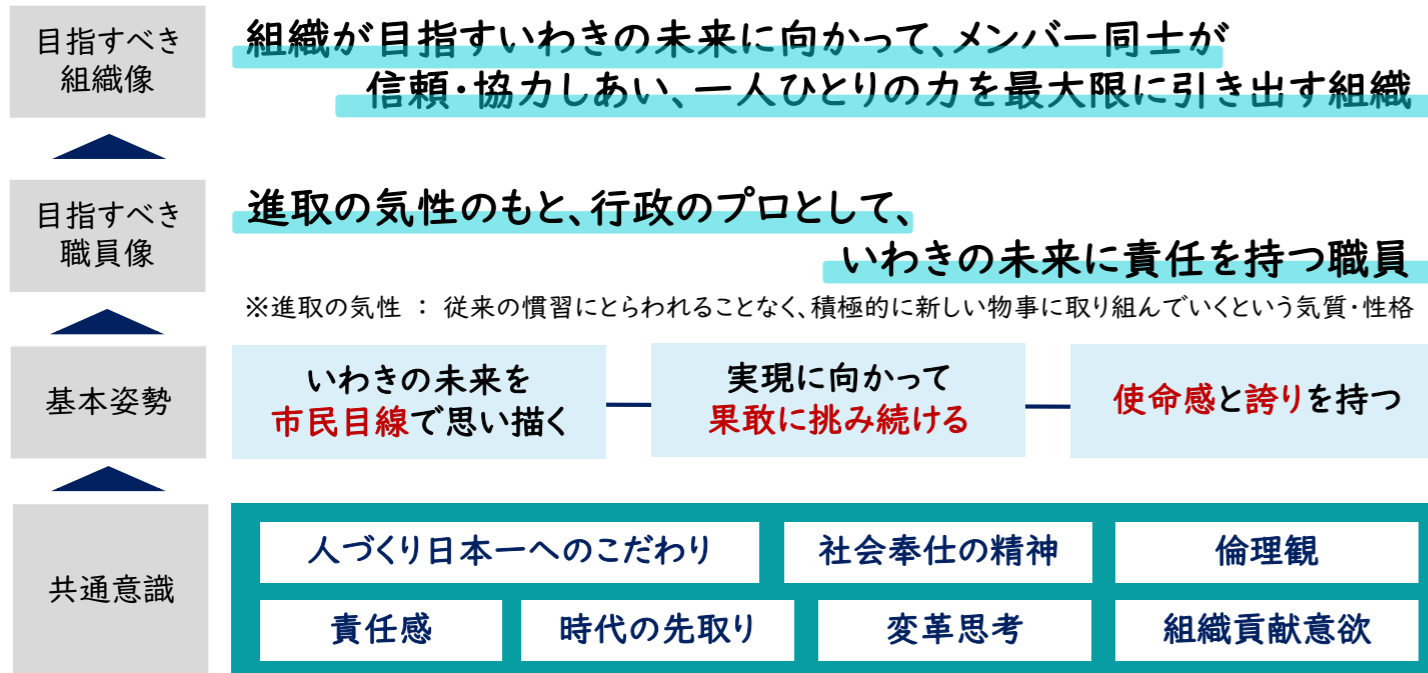 目指すべき
組織像
組織が目指すいわきの未来に向かって、メンバー同士が
信頼・協力しあい、一人ひとりの力を最大限に引き出す組織
目指すべき
職員像
進取の気性のもと、行政のプロとして、
いわきの未来に責任を持つ職員
※進取の気性 ： 従来の慣習にとらわれることなく、積極的に新しい物事に取り組んでいくという気質・性格
基本姿勢
いわきの未来を
市民目線で思い描く
実現に向かって
果敢に挑み続ける
使命感と誇りを持つ
共通意識
人づくり日本一へのこだわり
社会奉仕の精神
倫理観
責任感
時代の先取り
変革思考
組織貢献意欲